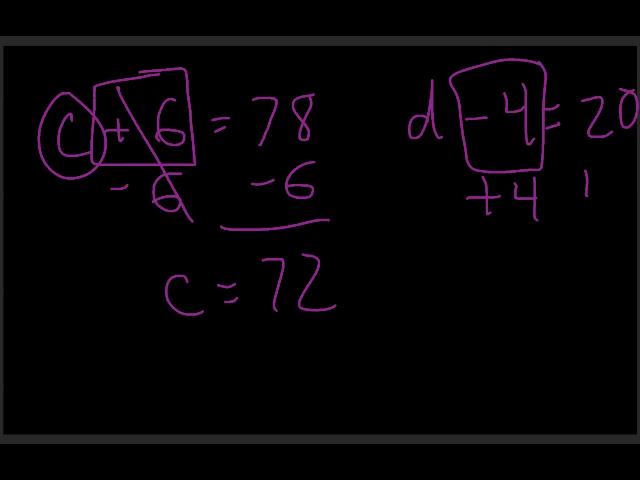 c + 6 = 78
- 6 - 6
c = 72
d - 4 = 20
+ 4